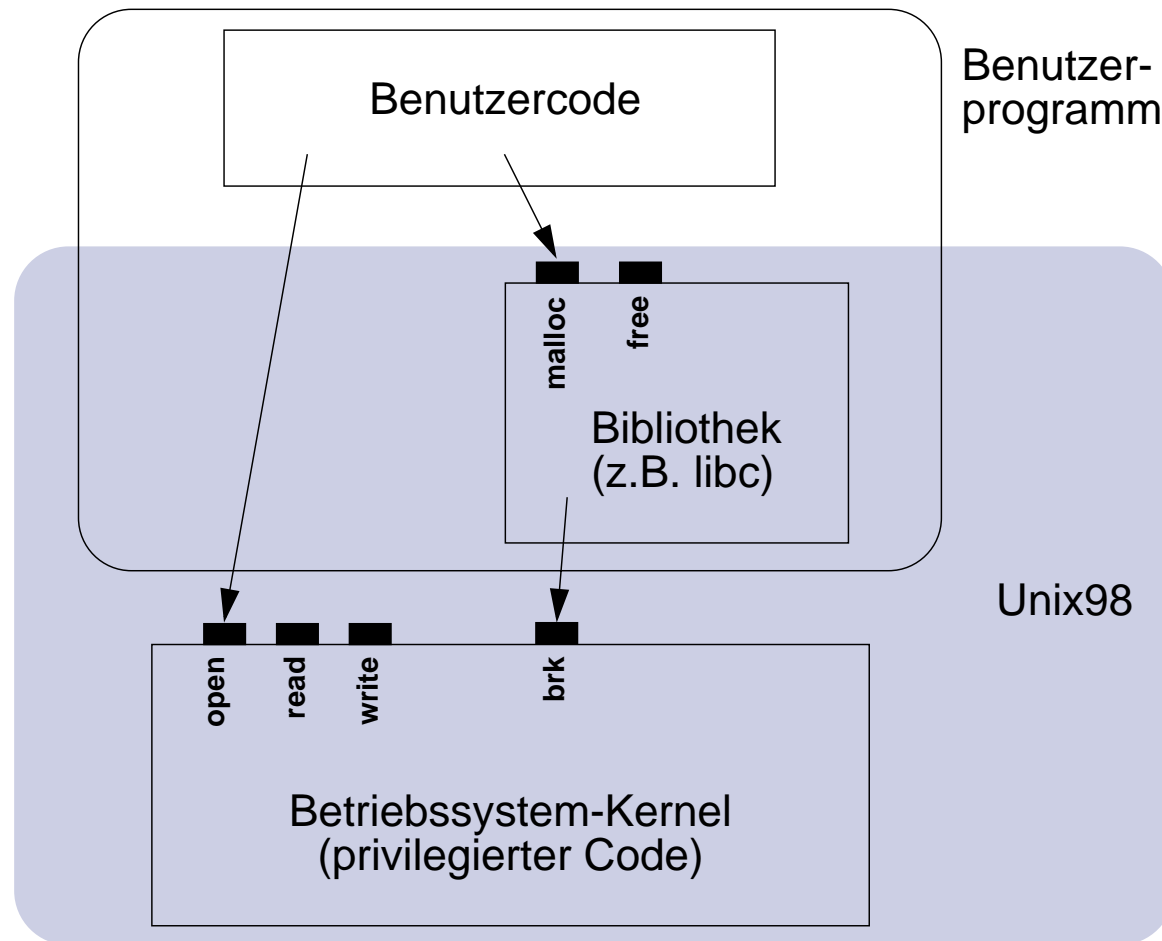 Benutzercode
Benutzer-
programm
malloc
free
Bibliothek
(z.B. libc)
Unix98
open
read
write
brk
Betriebssystem-Kernel
(privilegierter Code)